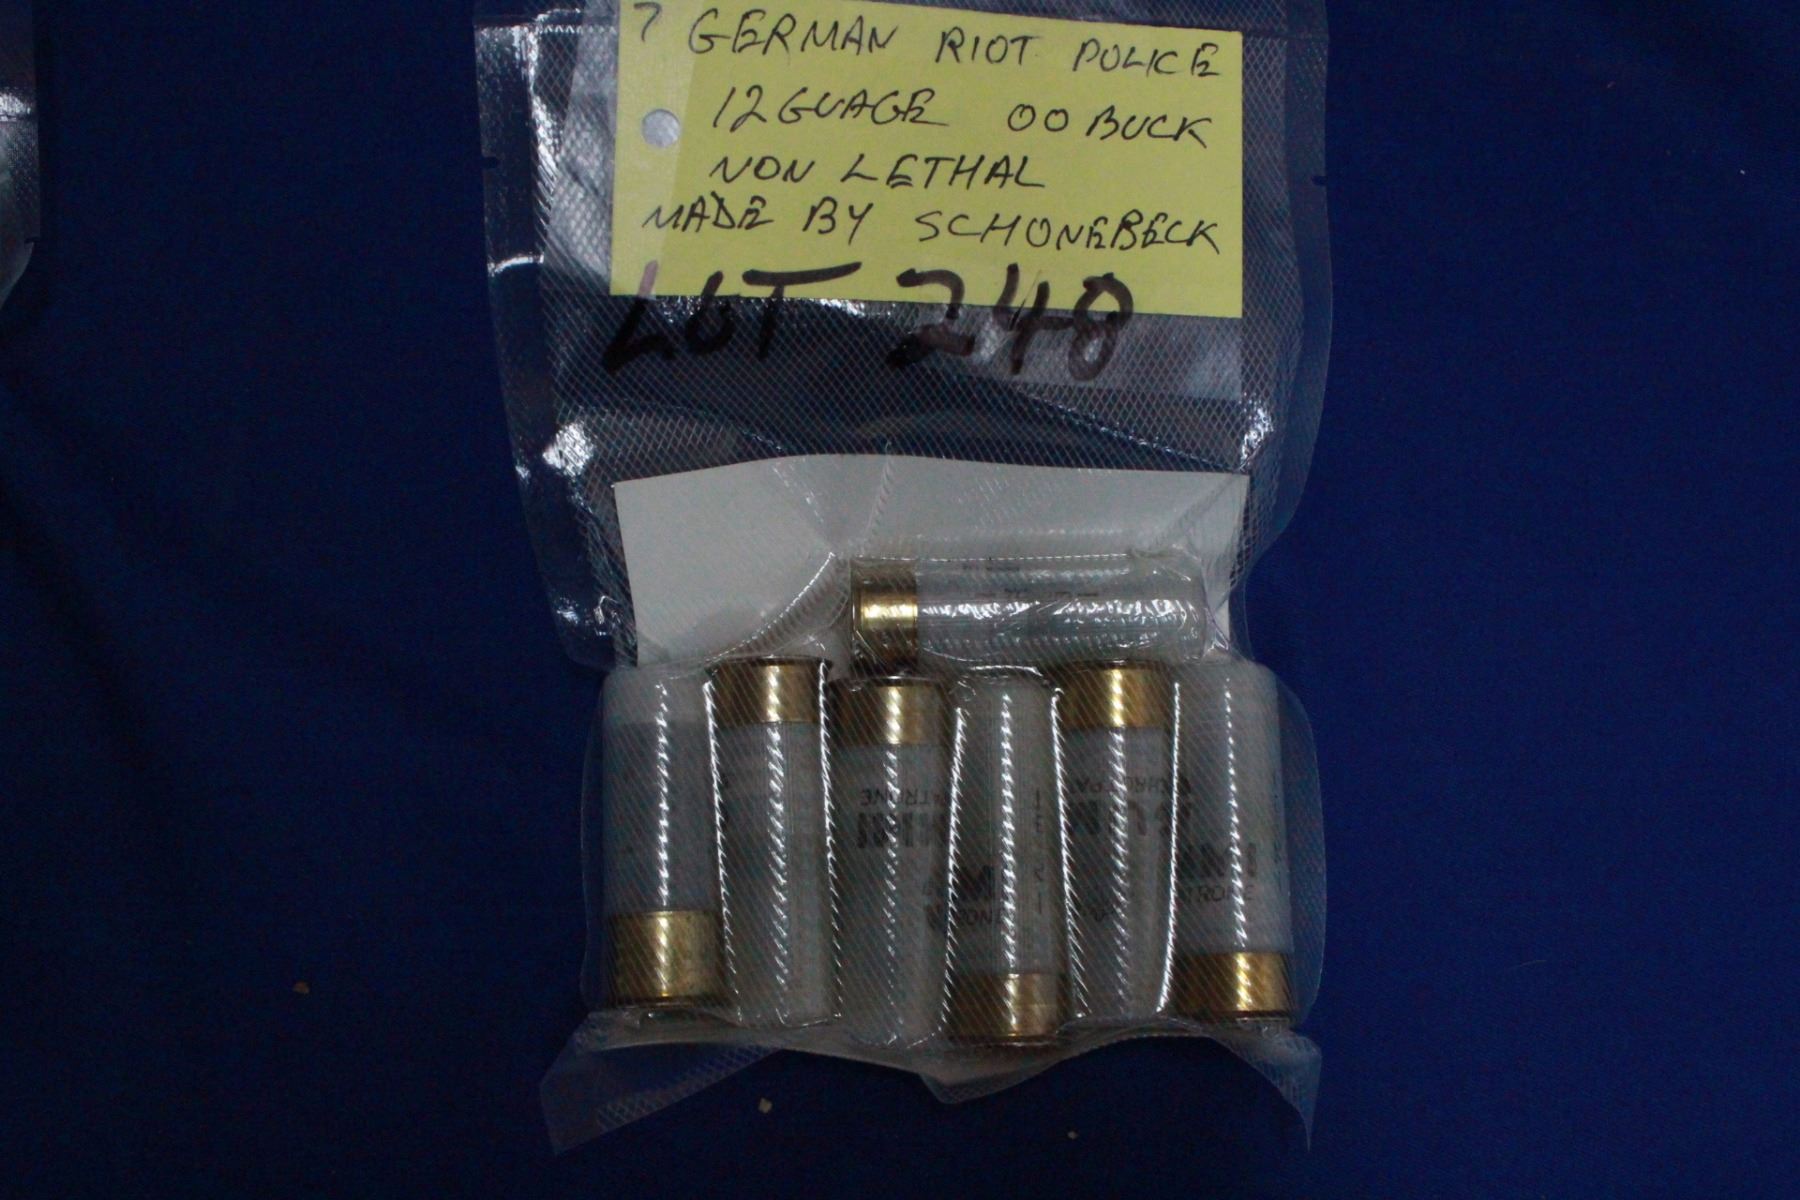 7 GERMAN RIOT POLICE
12 GUAGE 00 BUCK
NON LETHAL
MADE BY SCHONEBECK
LOT 248